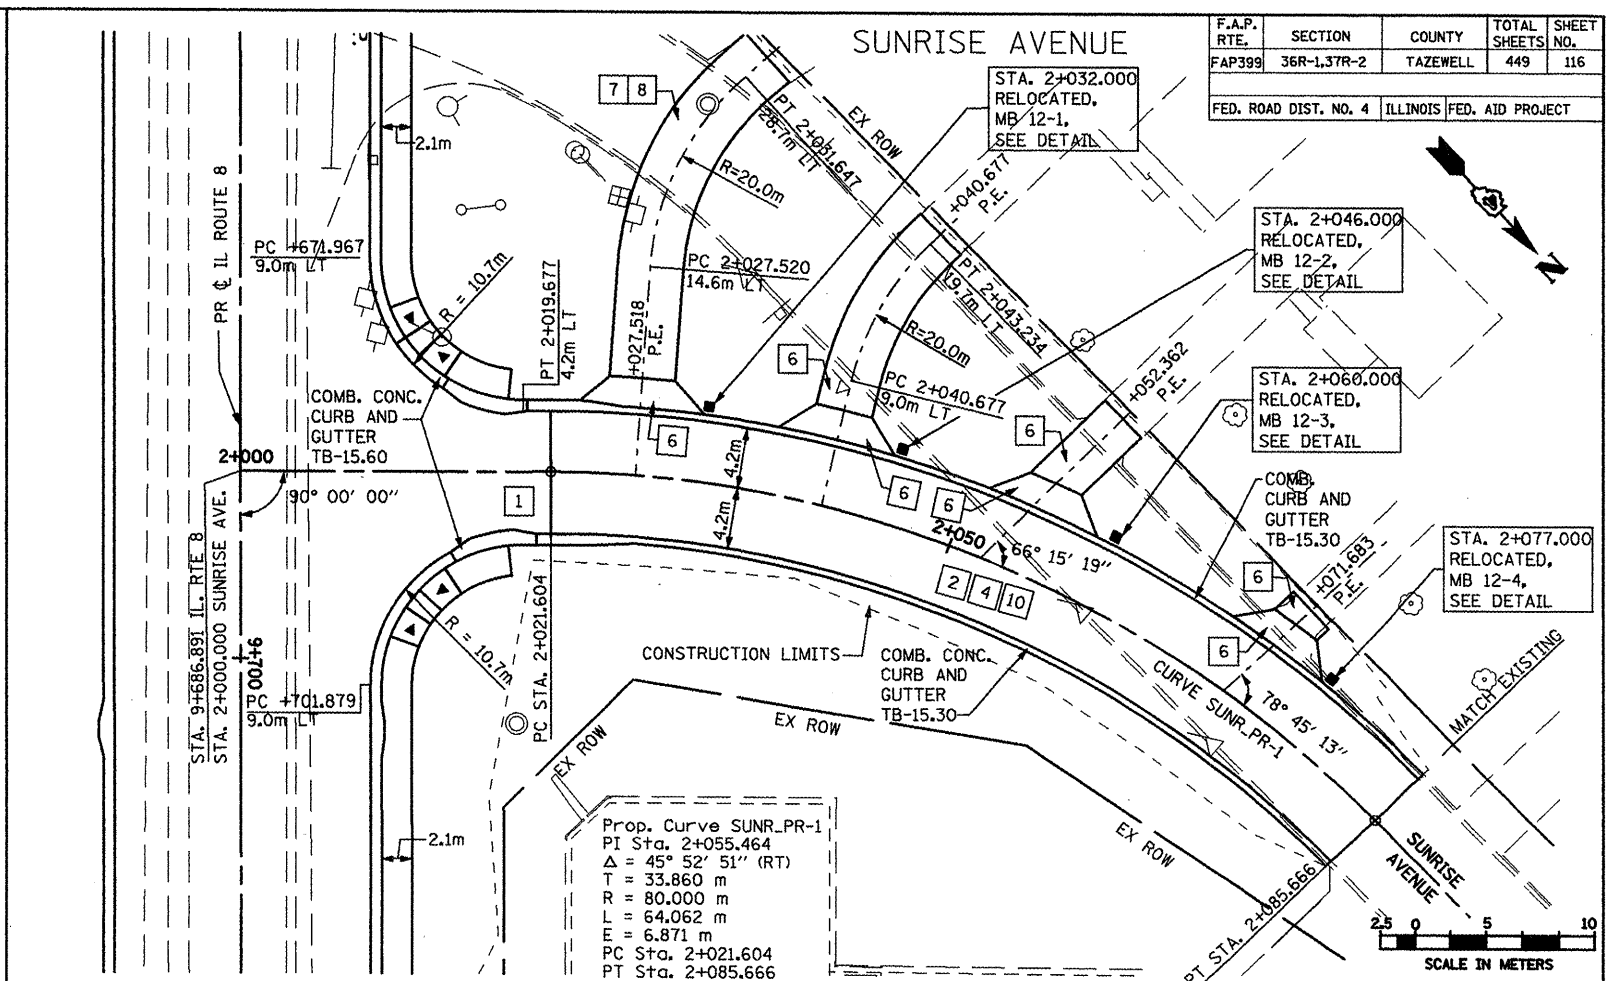 SUNRISE AVENUE
F.A.P. RTE.
SECTION
COUNTY
TOTAL SHEETS
SHEET NO.
FAP399
36R-1,37R-2
TAZEWELL
449
116
FED. ROAD DIST. NO. 4
ILLINOIS
FED. AID PROJECT
7 8
STA. 2+032.000
RELOCATED,
MB 12-1,
SEE DETAIL
EX ROW
PT 2+031.647
28.7m LT
R=20.0m
2.1m
+040.677
P.E.
N
STA. 2+046.000
RELOCATED,
MB 12-2,
SEE DETAIL
PR ℄ IL ROUTE 8
PC +671.967
9.0m LT
R = 10.7m
PT 2+019.677
4.2m LT
PC 2+027.520
14.6m LT
+027.518
P.E.
PT 2+043.234
19.7m LT
R=20.0m
6
PC 2+040.677
9.0m LT
+052.362
P.E.
STA. 2+060.000
RELOCATED,
MB 12-3,
SEE DETAIL
COMB. CONC.
CURB AND
GUTTER
TB-15.60
6
6
2+000
90° 00' 00"
1
4.2m
4.2m
6
6
2+050
66° 15' 19"
COMB.
CURB AND
GUTTER
TB-15.30
STA. 2+077.000
RELOCATED,
MB 12-4,
SEE DETAIL
STA. 9+686.891 IL. RTE 8
STA. 2+000.000 SUNRISE AVE.
2 4 10
6
+071.683
P.E.
6
9+700
PC +701.879
9.0m LT
R = 10.7m
PC STA. 2+021.604
CONSTRUCTION LIMITS
COMB. CONC.
CURB AND
GUTTER
TB-15.30
CURVE SUNR_PR-1
78° 45' 13"
MATCH EXISTING
EX ROW
EX ROW
EX ROW
2.1m
Prop. Curve SUNR_PR-1
PI Sta. 2+055.464
Δ = 45° 52' 51" (RT)
T = 33.860 m
R = 80.000 m
L = 64.062 m
E = 6.871 m
PC Sta. 2+021.604
PT Sta. 2+085.666
PT STA. 2+085.666
SUNRISE
AVENUE
2.5 0 5 10
SCALE IN METERS